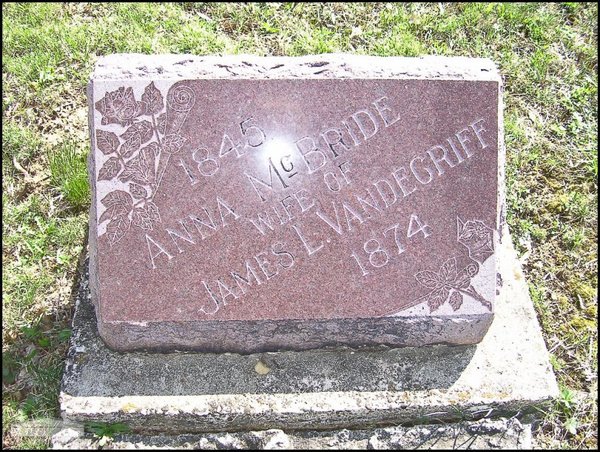 1845
ANNA McBRIDE
WIFE OF
JAMES L. VANDEGRIFF
1874